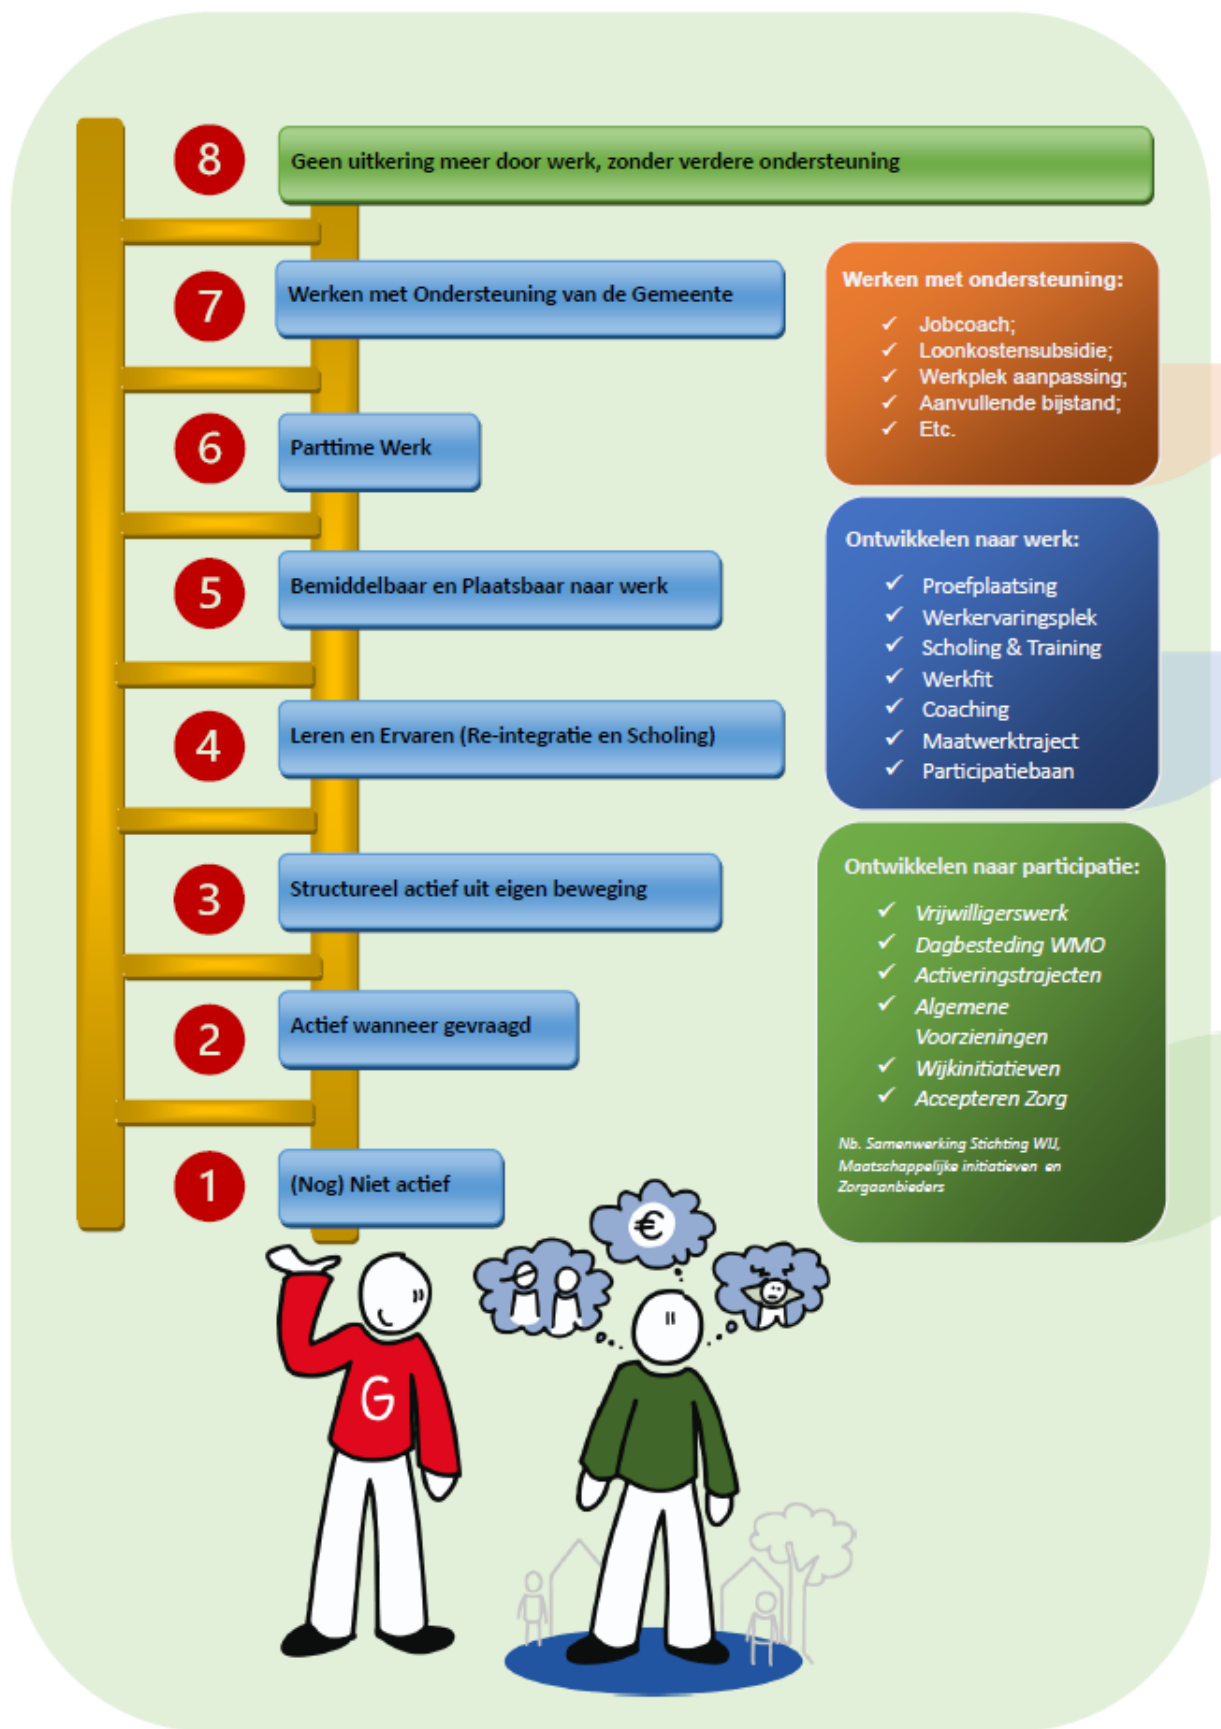 8
Geen uitkering meer door werk, zonder verdere ondersteuning
7
Werken met Ondersteuning van de Gemeente
6
Parttime Werk
5
Bemiddelbaar en Plaatsbaar naar werk
4
Leren en Ervaren (Re-integratie en Scholing)
3
Structureel actief uit eigen beweging
2
Actief wanneer gevraagd
1
(Nog) Niet actief
Werken met ondersteuning:
✓ Jobcoach;
✓ Loonkostensubsidie;
✓ Werkplek aanpassing;
✓ Aanvullende bijstand;
✓ Etc.
Ontwikkelen naar werk:
✓ Proefplaatsing
✓ Werkervaringsplek
✓ Scholing & Training
✓ Werkfit
✓ Coaching
✓ Maatwerktraject
✓ Participatiebaan
Ontwikkelen naar participatie:
✓ Vrijwilligerswerk
✓ Dagbesteding WMO
✓ Activeringstrajecten
✓ Algemene
Voorzieningen
✓ Wijkinitiatieven
✓ Accepteren Zorg
Nb. Samenwerking Stichting WIJ,
Maatschappelijke initiatieven en
Zorgaanbieders
€
G